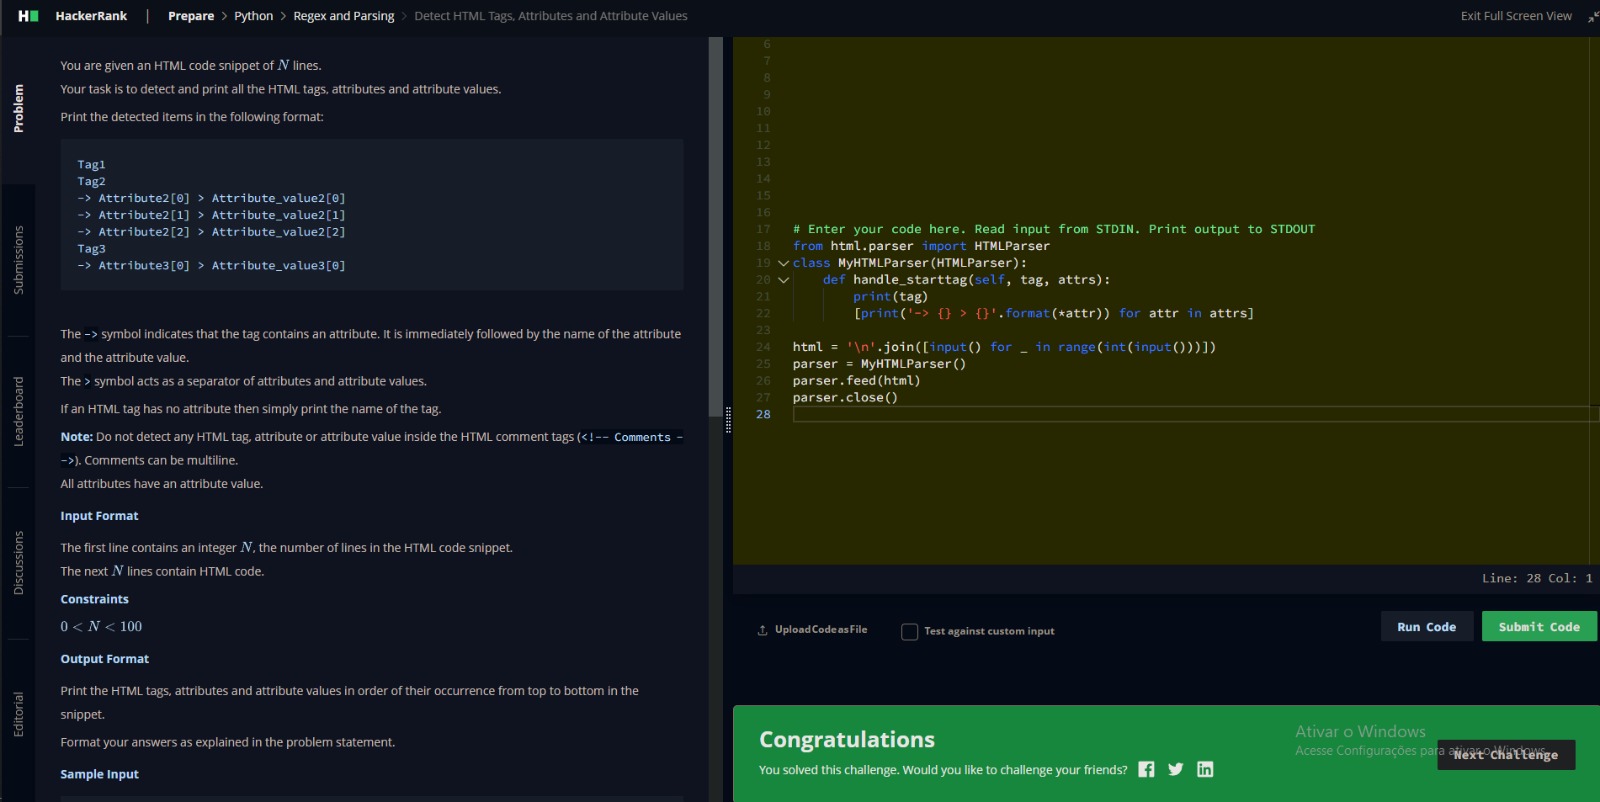 HackerRank | Prepare > Python > Regex and Parsing > Detect HTML Tags, Attributes and Attribute Values
Exit Full Screen View
Problem
Submissions
Leaderboard
Discussions
Editorial
You are given an HTML code snippet of N lines.
Your task is to detect and print all the HTML tags, attributes and attribute values.
Print the detected items in the following format:
Tag1
Tag2
-> Attribute2[0] > Attribute_value2[0]
-> Attribute2[1] > Attribute_value2[1]
-> Attribute2[2] > Attribute_value2[2]
Tag3
-> Attribute3[0] > Attribute_value3[0]
The -> symbol indicates that the tag contains an attribute. It is immediately followed by the name of the attribute
and the attribute value.
The > symbol acts as a separator of attributes and attribute values.
If an HTML tag has no attribute then simply print the name of the tag.
Note: Do not detect any HTML tag, attribute or attribute value inside the HTML comment tags (<!-- Comments -
->). Comments can be multiline.
All attributes have an attribute value.
Input Format
The first line contains an integer N, the number of lines in the HTML code snippet.
The next N lines contain HTML code.
Constraints
0 < N < 100
Output Format
Print the HTML tags, attributes and attribute values in order of their occurrence from top to bottom in the
snippet.
Format your answers as explained in the problem statement.
Sample Input
6
7
8
9
10
11
12
13
14
15
16
17 # Enter your code here. Read input from STDIN. Print output to STDOUT
18 from html.parser import HTMLParser
19 class MyHTMLParser(HTMLParser):
20 def handle_starttag(self, tag, attrs):
21 print(tag)
22 [print('-> {} > {}'.format(*attr)) for attr in attrs]
23
24 html = '\n'.join([input() for _ in range(int(input()))])
25 parser = MyHTMLParser()
26 parser.feed(html)
27 parser.close()
28
Line: 28 Col: 1
Upload Code as File
Test against custom input
Run Code
Submit Code
Congratulations
You solved this challenge. Would you like to challenge your friends?
Next Challenge
Ativar o Windows
Acesse Configurações para ativar o Windows.